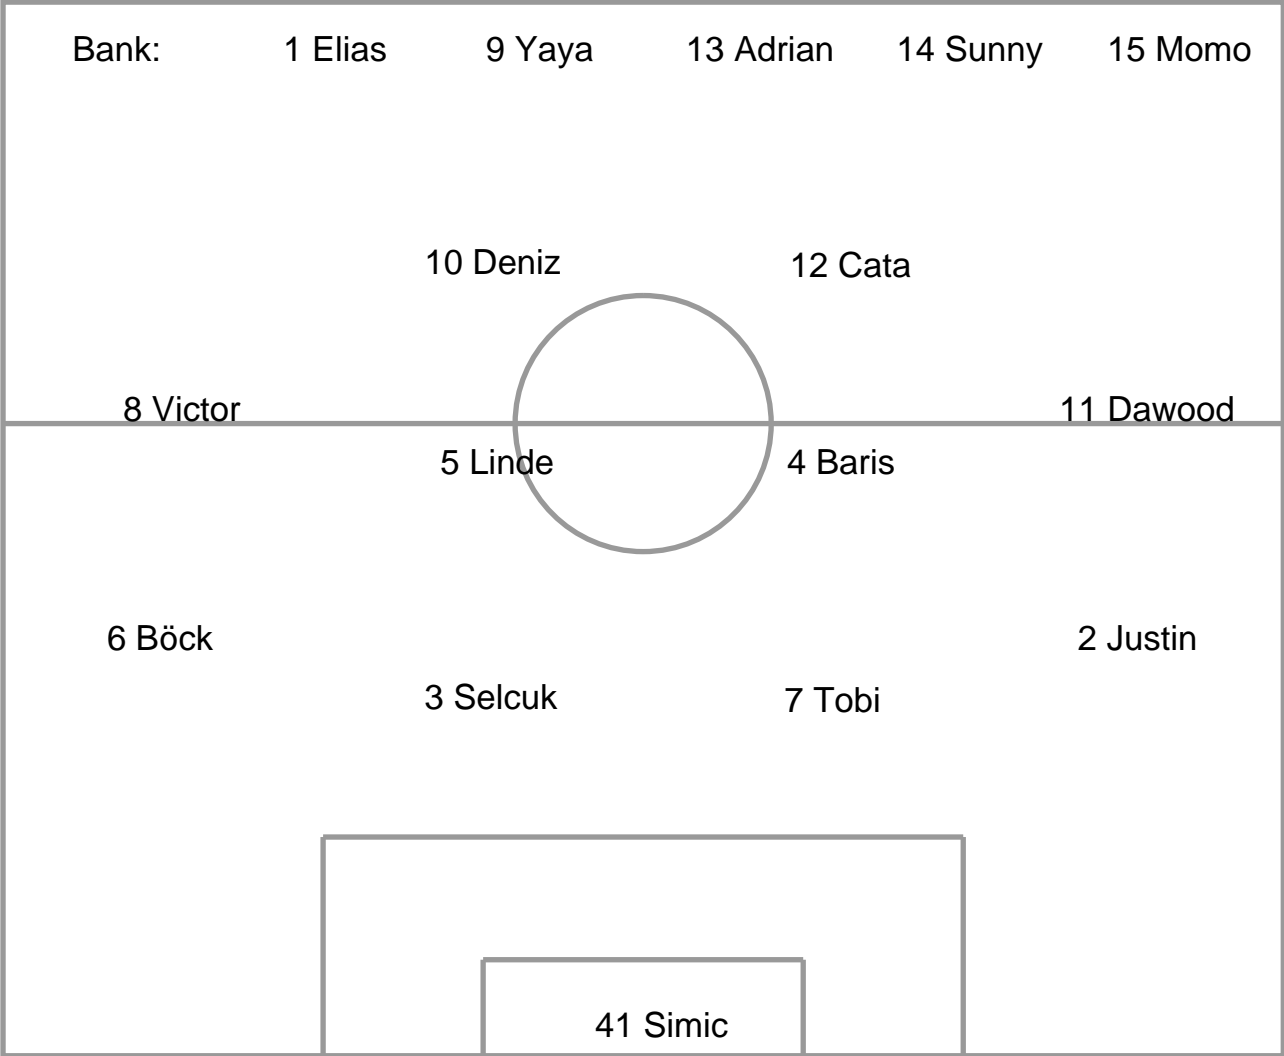 Bank: 1 Elias 9 Yaya 13 Adrian 14 Sunny 15 Momo
10 Deniz 12 Cata
8 Victor 11 Dawood
5 Linde 4 Baris
6 Böck 2 Justin
3 Selcuk 7 Tobi
41 Simic